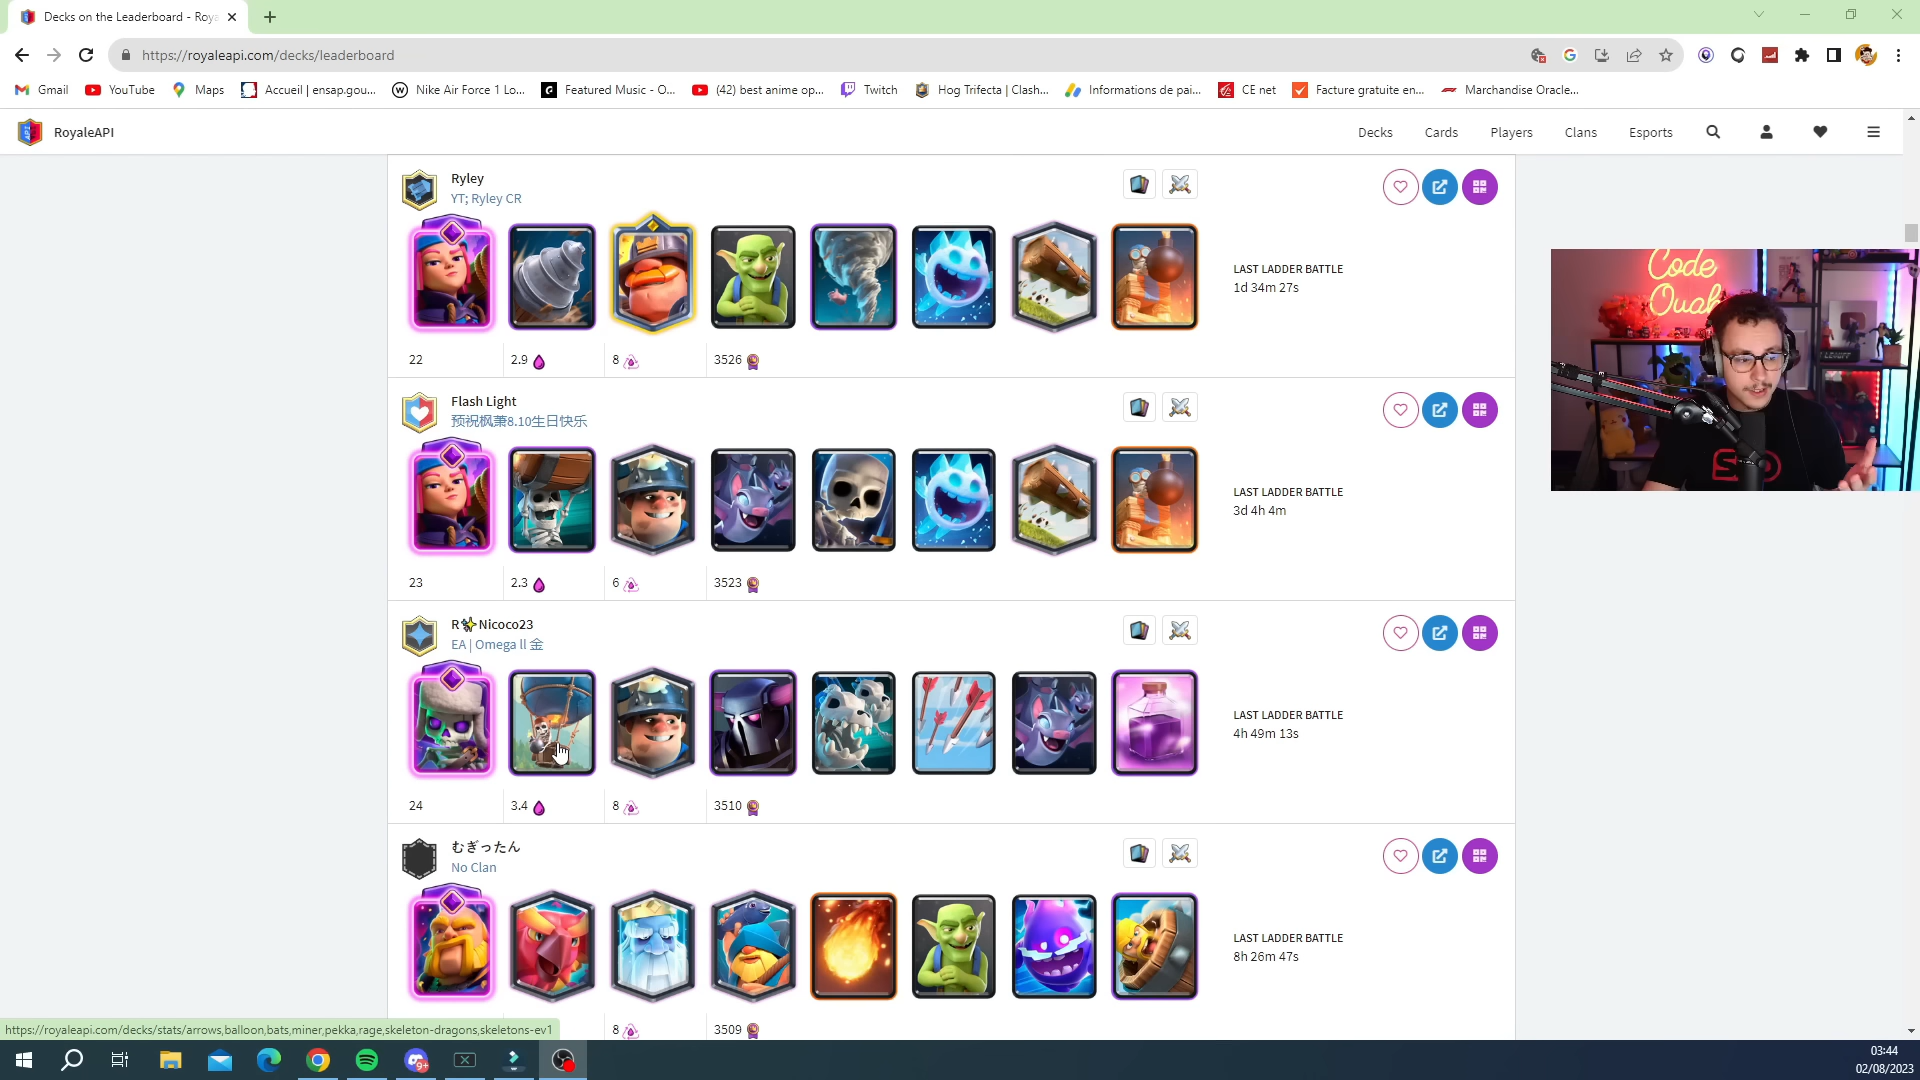 Decks on the Leaderboard - Roya
https://royaleapi.com/decks/leaderboard
Gmail
YouTube
Maps
Accueil | ensap.gou...
Nike Air Force 1 Lo...
Featured Music - O...
(42) best anime op...
Twitch
Hog Trifecta | Clash...
Informations de pai...
CE net
Facture gratuite en...
Marchandise Oracle...
RoyaleAPI
Decks
Cards
Players
Clans
Esports
Ryley
YT; Ryley CR
LAST LADDER BATTLE
1d 34m 27s
22
2.9
8
3526
Code
Quak
Flash Light
预祝枫萧8.10生日快乐
LAST LADDER BATTLE
3d 4h 4m
23
2.3
6
3523
R✨Nicoco23
EA | Omega ll 金
LAST LADDER BATTLE
4h 49m 13s
24
3.4
8
3510
むぎったん
No Clan
LAST LADDER BATTLE
8h 26m 47s
8
3509
https://royaleapi.com/decks/stats/arrows,balloon,bats,miner,pekka,rage,skeleton-dragons,skeletons-ev1
9+
03:44
02/08/2023